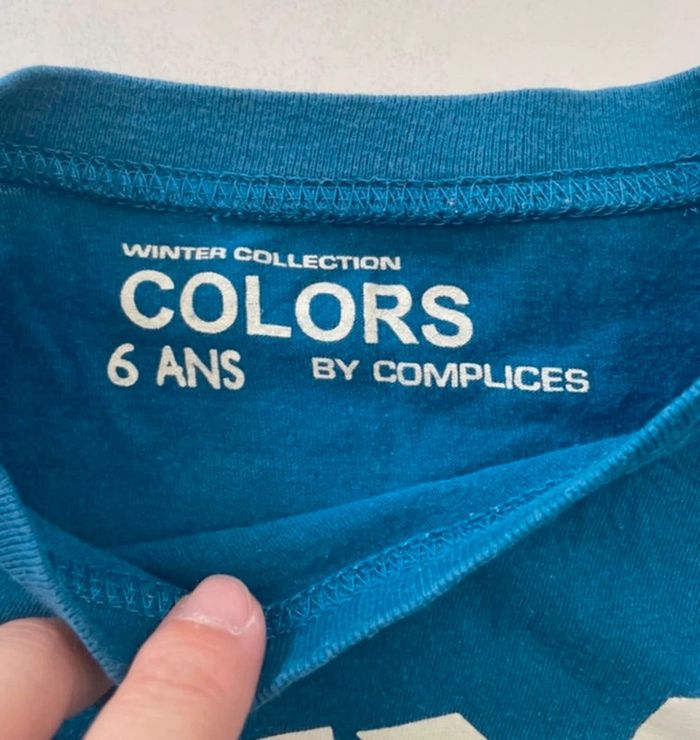 WINTER COLLECTION
COLORS
6 ANS BY COMPLICES